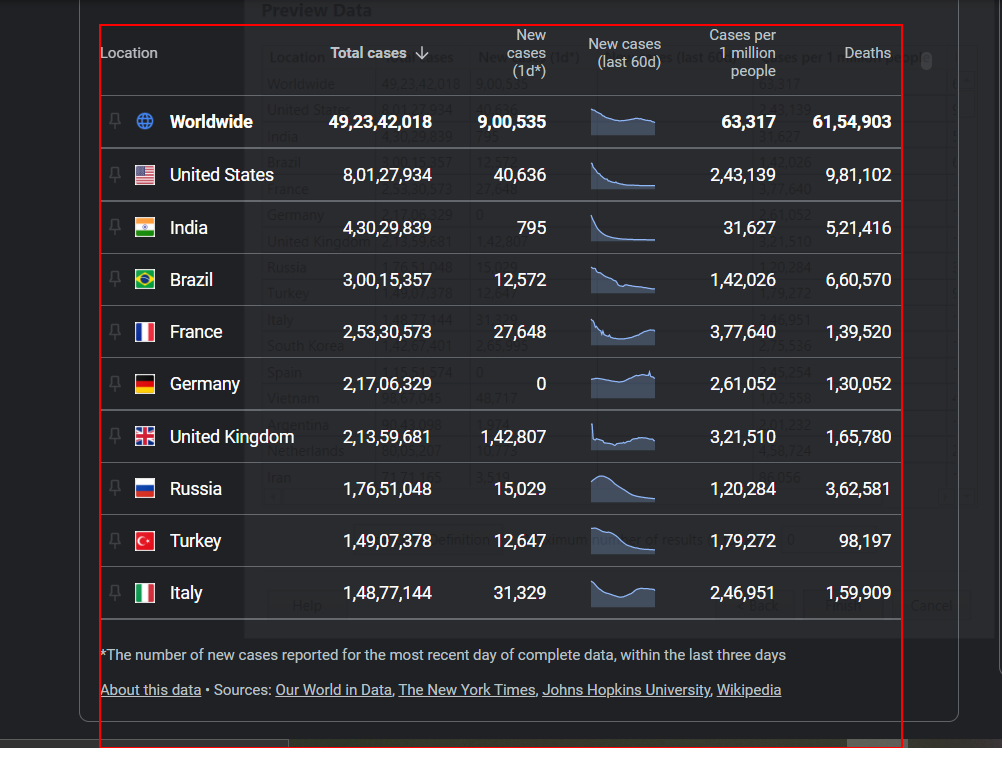 Preview Data
Location Total cases New cases (1d*) New cases (last 60d) Cases per 1 million people Deaths
Worldwide 49,23,42,018 9,00,535 63,317 61,54,903
United States 8,01,27,934 40,636 2,43,139 9,81,102
India 4,30,29,839 795 31,627 5,21,416
Brazil 3,00,15,357 12,572 1,42,026 6,60,570
France 2,53,30,573 27,648 3,77,640 1,39,520
Germany 2,17,06,329 0 2,61,052 1,30,052
United Kingdom 2,13,59,681 1,42,807 3,21,510 1,65,780
Russia 1,76,51,048 15,029 1,20,284 3,62,581
Turkey 1,49,07,378 12,647 1,79,272 98,197
Italy 1,48,77,144 31,329 2,46,951 1,59,909
Help Back Cancel
*The number of new cases reported for the most recent day of complete data, within the last three days
About this data • Sources: Our World in Data, The New York Times, Johns Hopkins University, Wikipedia